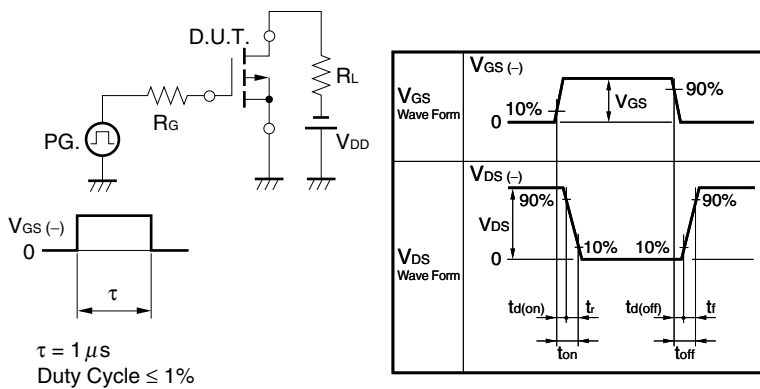 D.U.T.
RL
RG
PG.
VDD
VGS (−)
0
τ
τ = 1 μs
Duty Cycle ≤ 1%
VGS
Wave Form
VGS (−)
10%
VGS
90%
0
VDS
Wave Form
VDS (−)
90%
VDS
10%
10%
90%
0
td(on)
tr
td(off)
tf
ton
toff